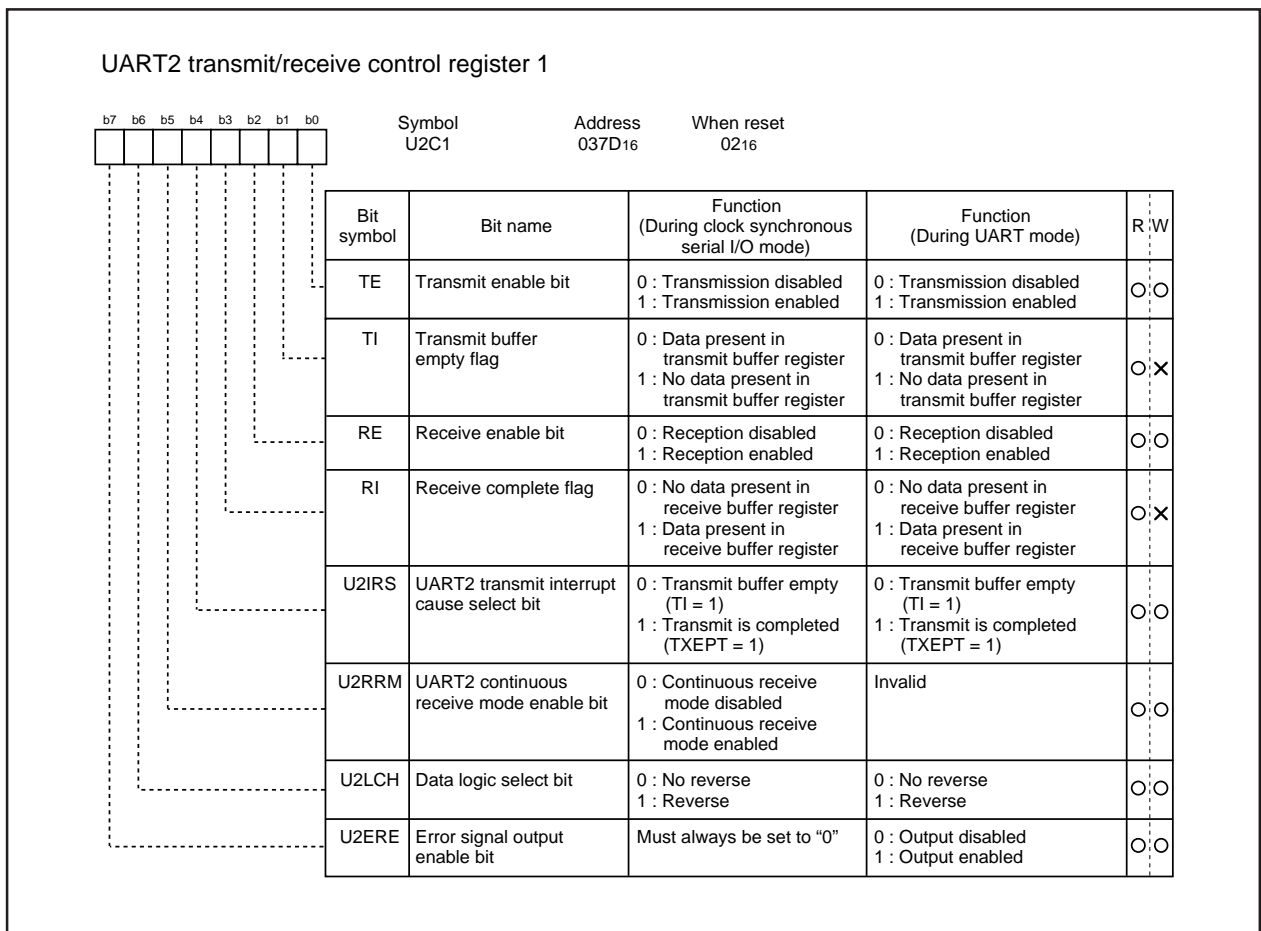 UART2 transmit/receive control register 1
b7 b6 b5 b4 b3 b2 b1 b0
Symbol Address When reset
U2C1 037D16 0216
Bit symbol Bit name Function (During clock synchronous serial I/O mode) Function (During UART mode) R W
TE Transmit enable bit
0 : Transmission disabled
1 : Transmission enabled
0 : Transmission disabled
1 : Transmission enabled
TI Transmit buffer
empty flag
0 : Data present in
transmit buffer register
1 : No data present in
transmit buffer register
0 : Data present in
transmit buffer register
1 : No data present in
transmit buffer register
RE Receive enable bit
0 : Reception disabled
1 : Reception enabled
0 : Reception disabled
1 : Reception enabled
RI Receive complete flag
0 : No data present in
receive buffer register
1 : Data present in
receive buffer register
0 : No data present in
receive buffer register
1 : Data present in
receive buffer register
U2IRS UART2 transmit interrupt
cause select bit
0 : Transmit buffer empty
(TI = 1)
1 : Transmit is completed
(TXEPT = 1)
0 : Transmit buffer empty
(TI = 1)
1 : Transmit is completed
(TXEPT = 1)
U2RRM UART2 continuous
receive mode enable bit
0 : Continuous receive
mode disabled
1 : Continuous receive
mode enabled
Invalid
U2LCH Data logic select bit
0 : No reverse
1 : Reverse
0 : No reverse
1 : Reverse
U2ERE Error signal output
enable bit
Must always be set to “0”
0 : Output disabled
1 : Output enabled